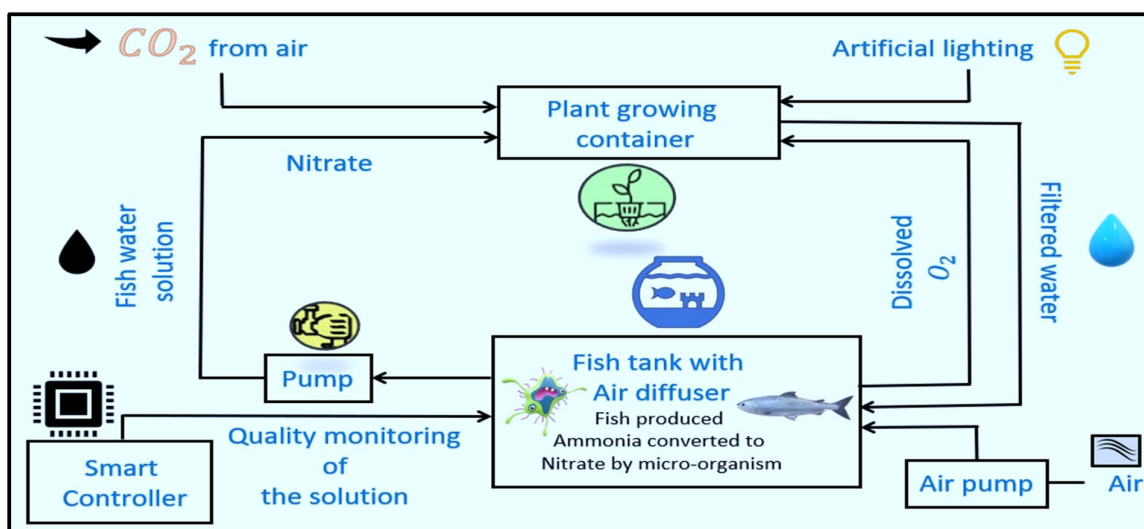 CO₂ from air
Artificial lighting
Plant growing
container
Nitrate
Fish water
solution
Dissolved
O₂
Filtered water
Pump
Fish tank with
Air diffuser
Fish produced
Ammonia converted to
Nitrate by micro-organism
Quality monitoring
of
the solution
Smart
Controller
Air pump
Air